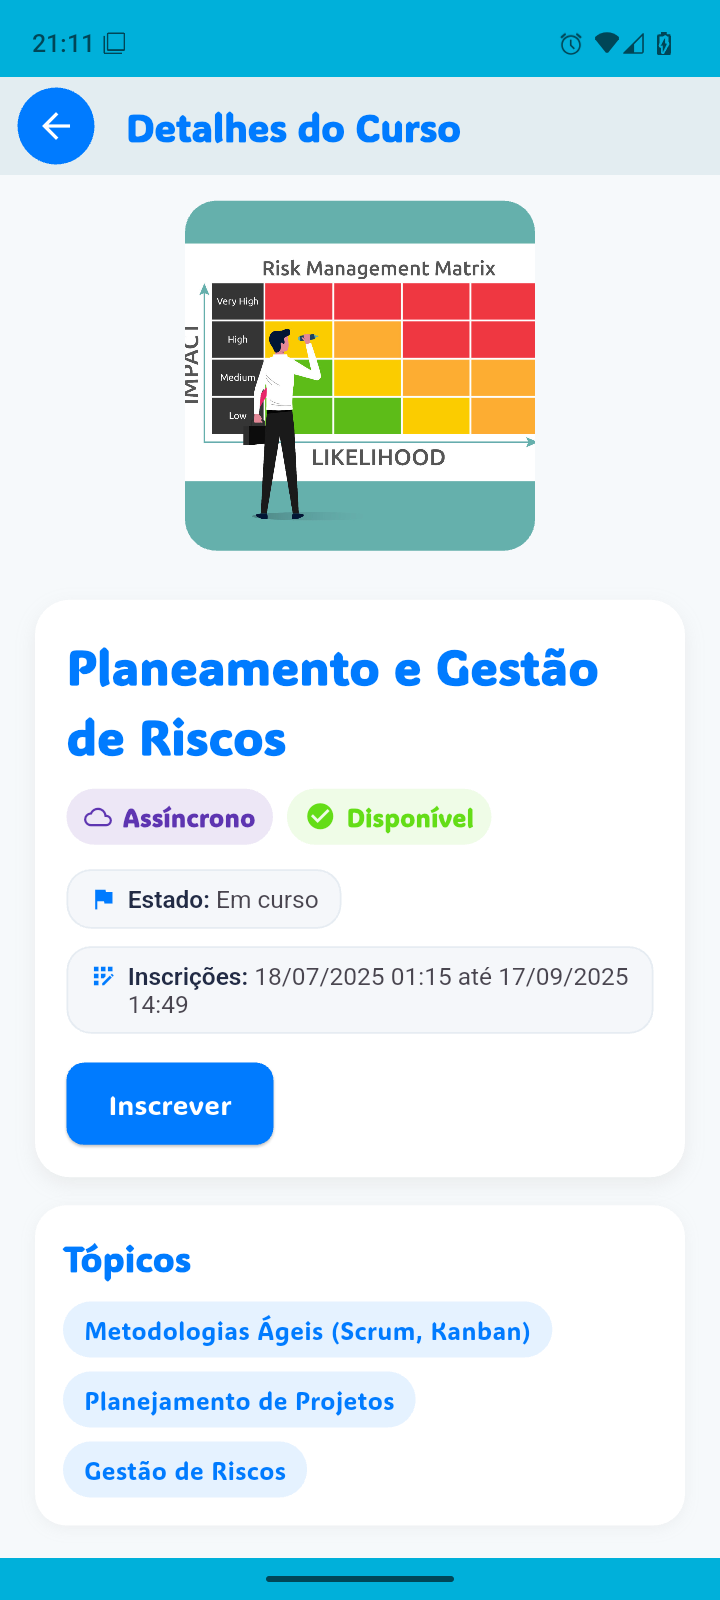 21:11
Detalhes do Curso
Risk Management Matrix
Very High
High
Medium
Low
IMPACT
LIKELIHOOD
Planeamento e Gestão
de Riscos
Assíncrono
Disponível
Estado: Em curso
Inscrições: 18/07/2025 01:15 até 17/09/2025
14:49
Inscrever
Tópicos
Metodologias Ágeis (Scrum, Kanban)
Planejamento de Projetos
Gestão de Riscos